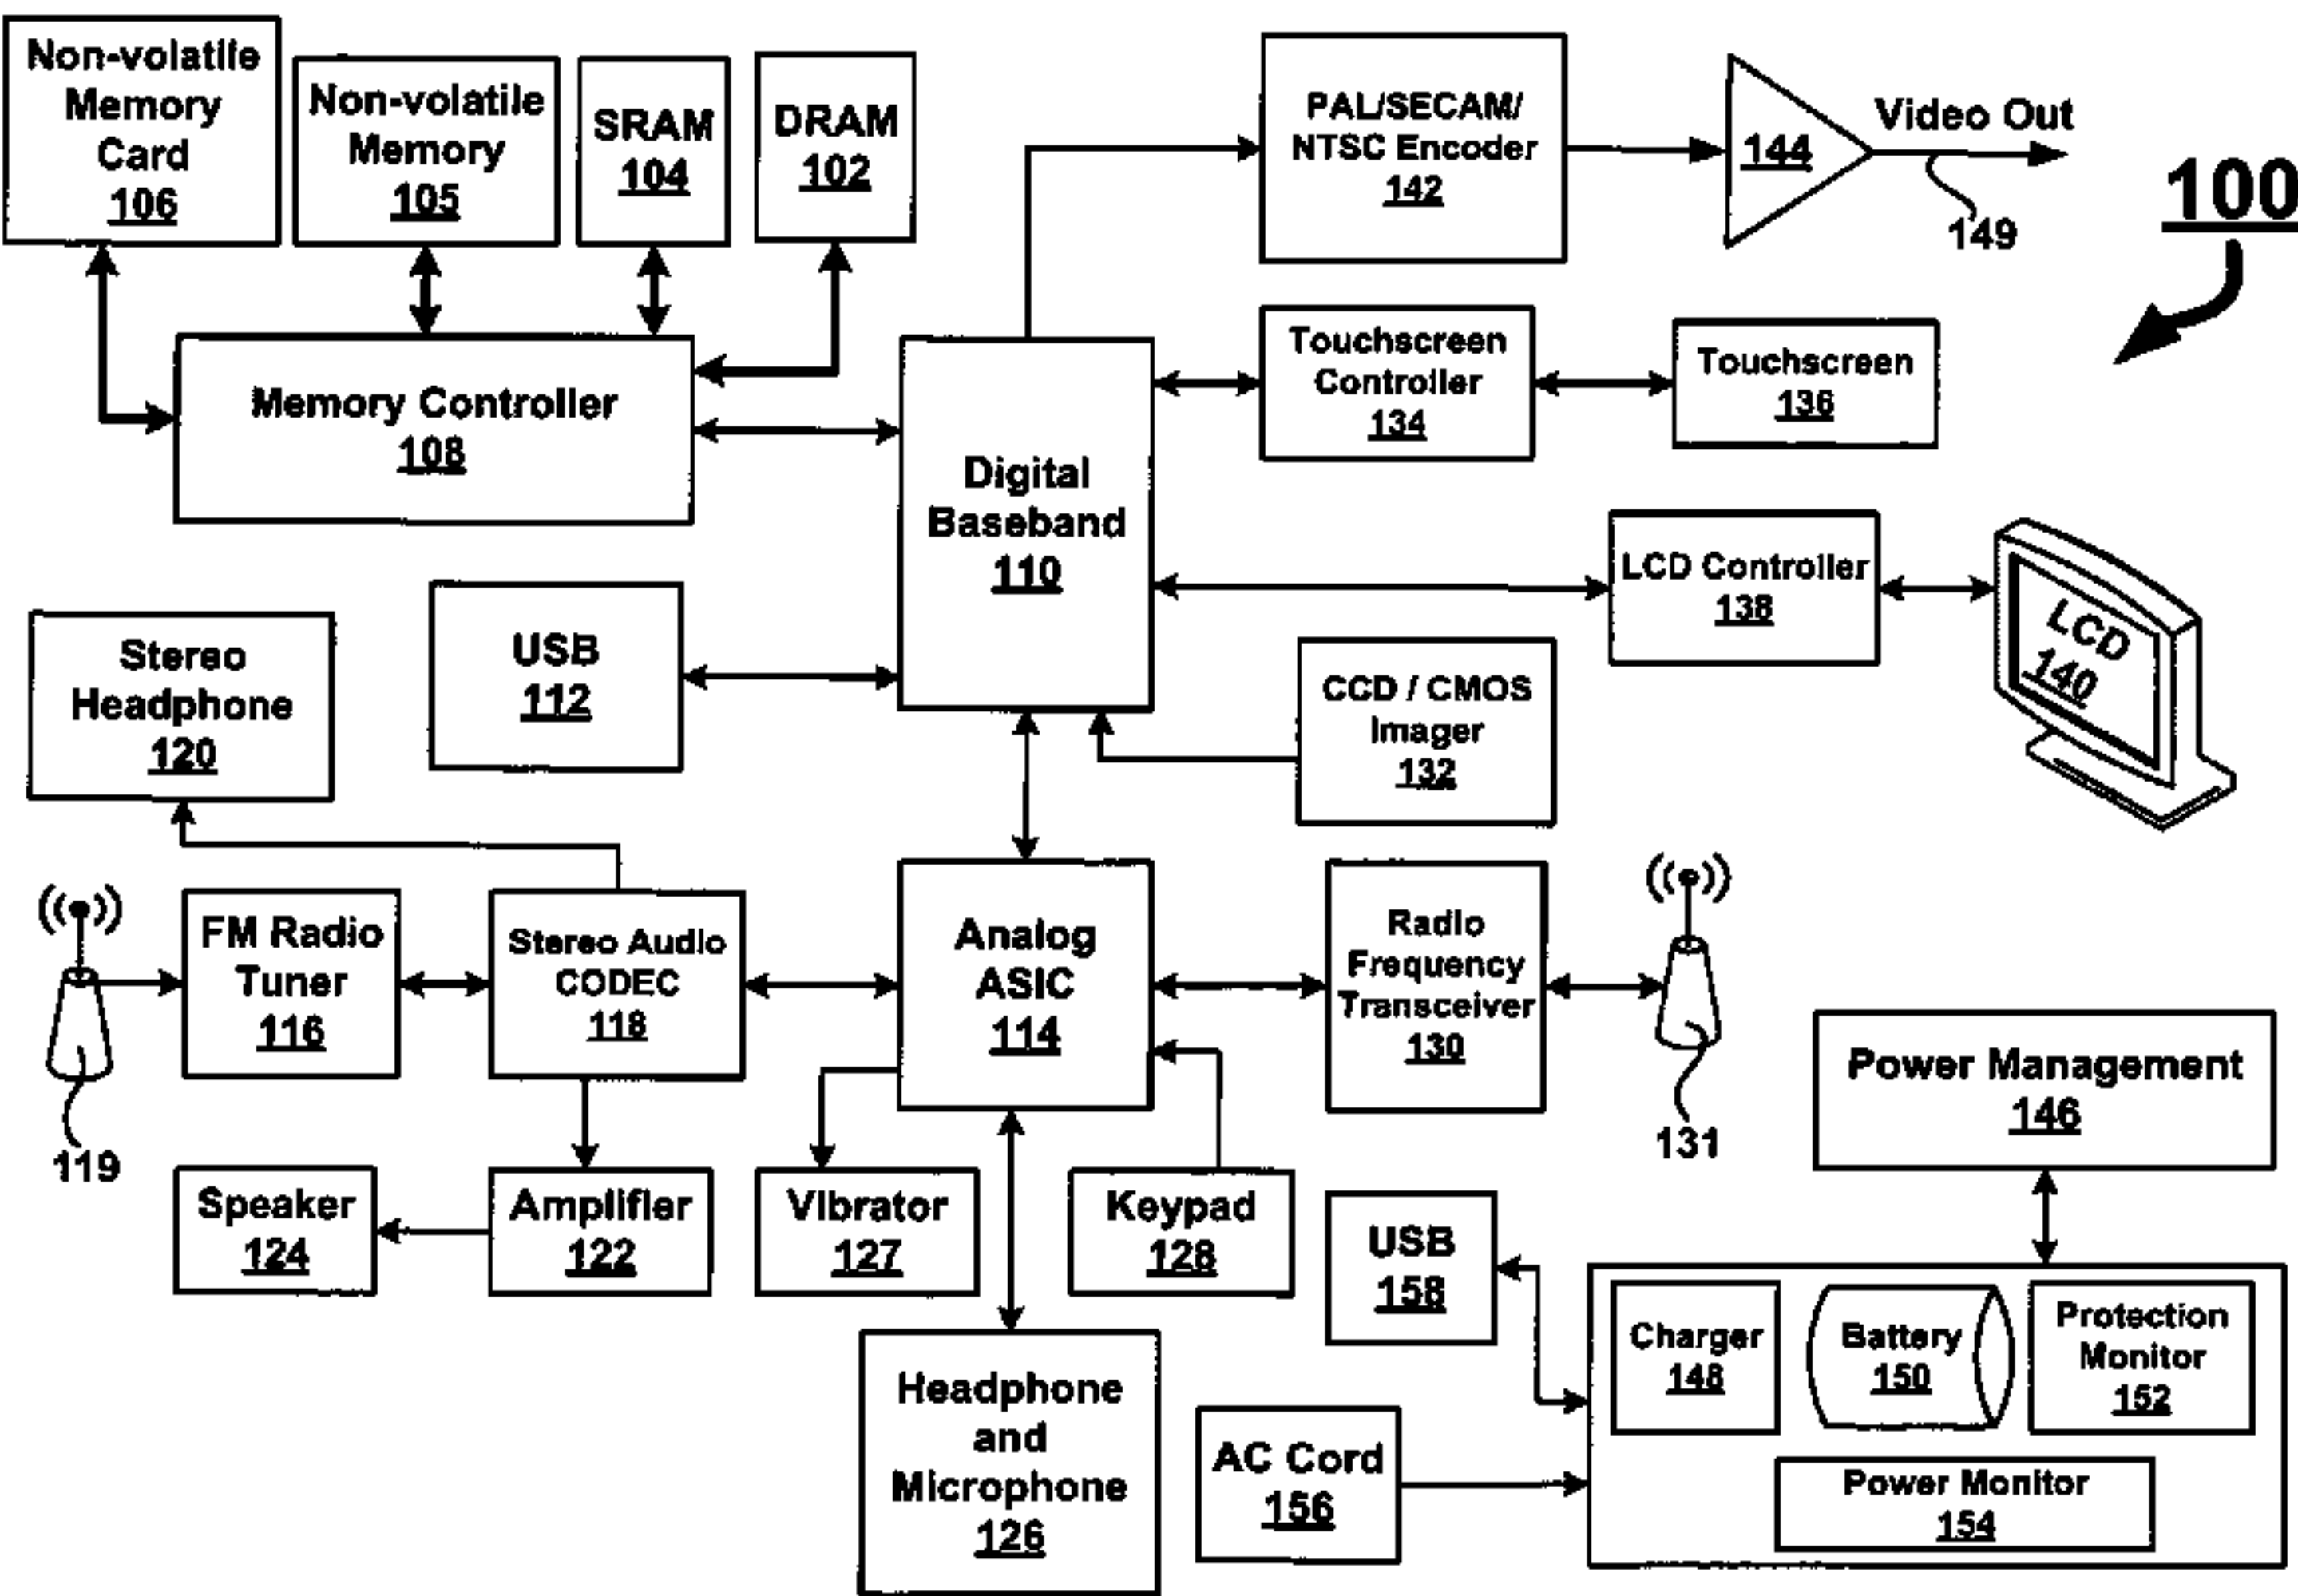 Non-volatile
Memory
Card
106
Non-volatile
Memory
105
SRAM
104
DRAM
102
PAL/SECAM/
NTSC Encoder
142
144
Video Out
149
100
Memory Controller
108
Digital
Baseband
110
Touchscreen
Controller
134
Touchscreen
136
LCD Controller
138
LCD
140
Stereo
Headphone
120
USB
112
CCD / CMOS
Imager
132
119
FM Radio
Tuner
116
Stereo Audio
CODEC
118
Analog
ASIC
114
Radio
Frequency
Transceiver
130
131
Power Management
146
Speaker
124
Amplifier
122
Vibrator
127
Keypad
128
USB
158
Headphone
and
Microphone
126
AC Cord
156
Charger
148
Battery
150
Protection
Monitor
152
Power Monitor
154